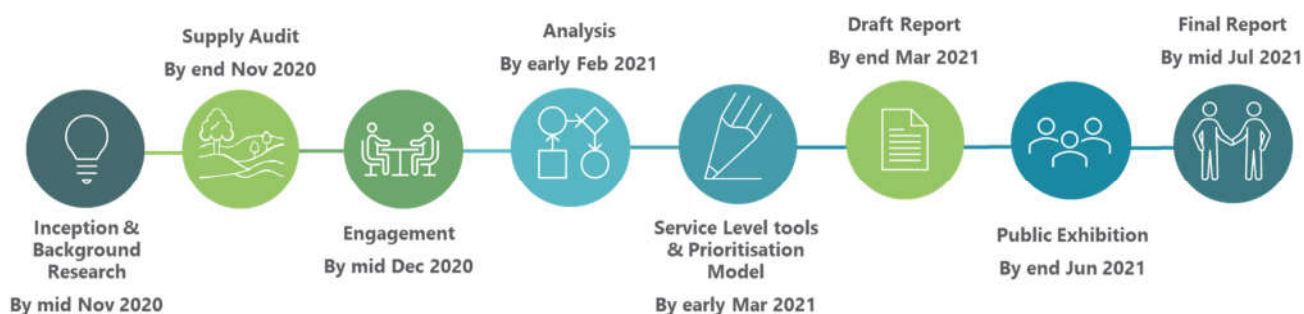 Inception &
Background
Research
By mid Nov 2020
Supply Audit
By end Nov 2020
Engagement
By mid Dec 2020
Analysis
By early Feb 2021
Service Level tools
& Prioritisation
Model
By early Mar 2021
Draft Report
By end Mar 2021
Public Exhibition
By end Jun 2021
Final Report
By mid Jul 2021